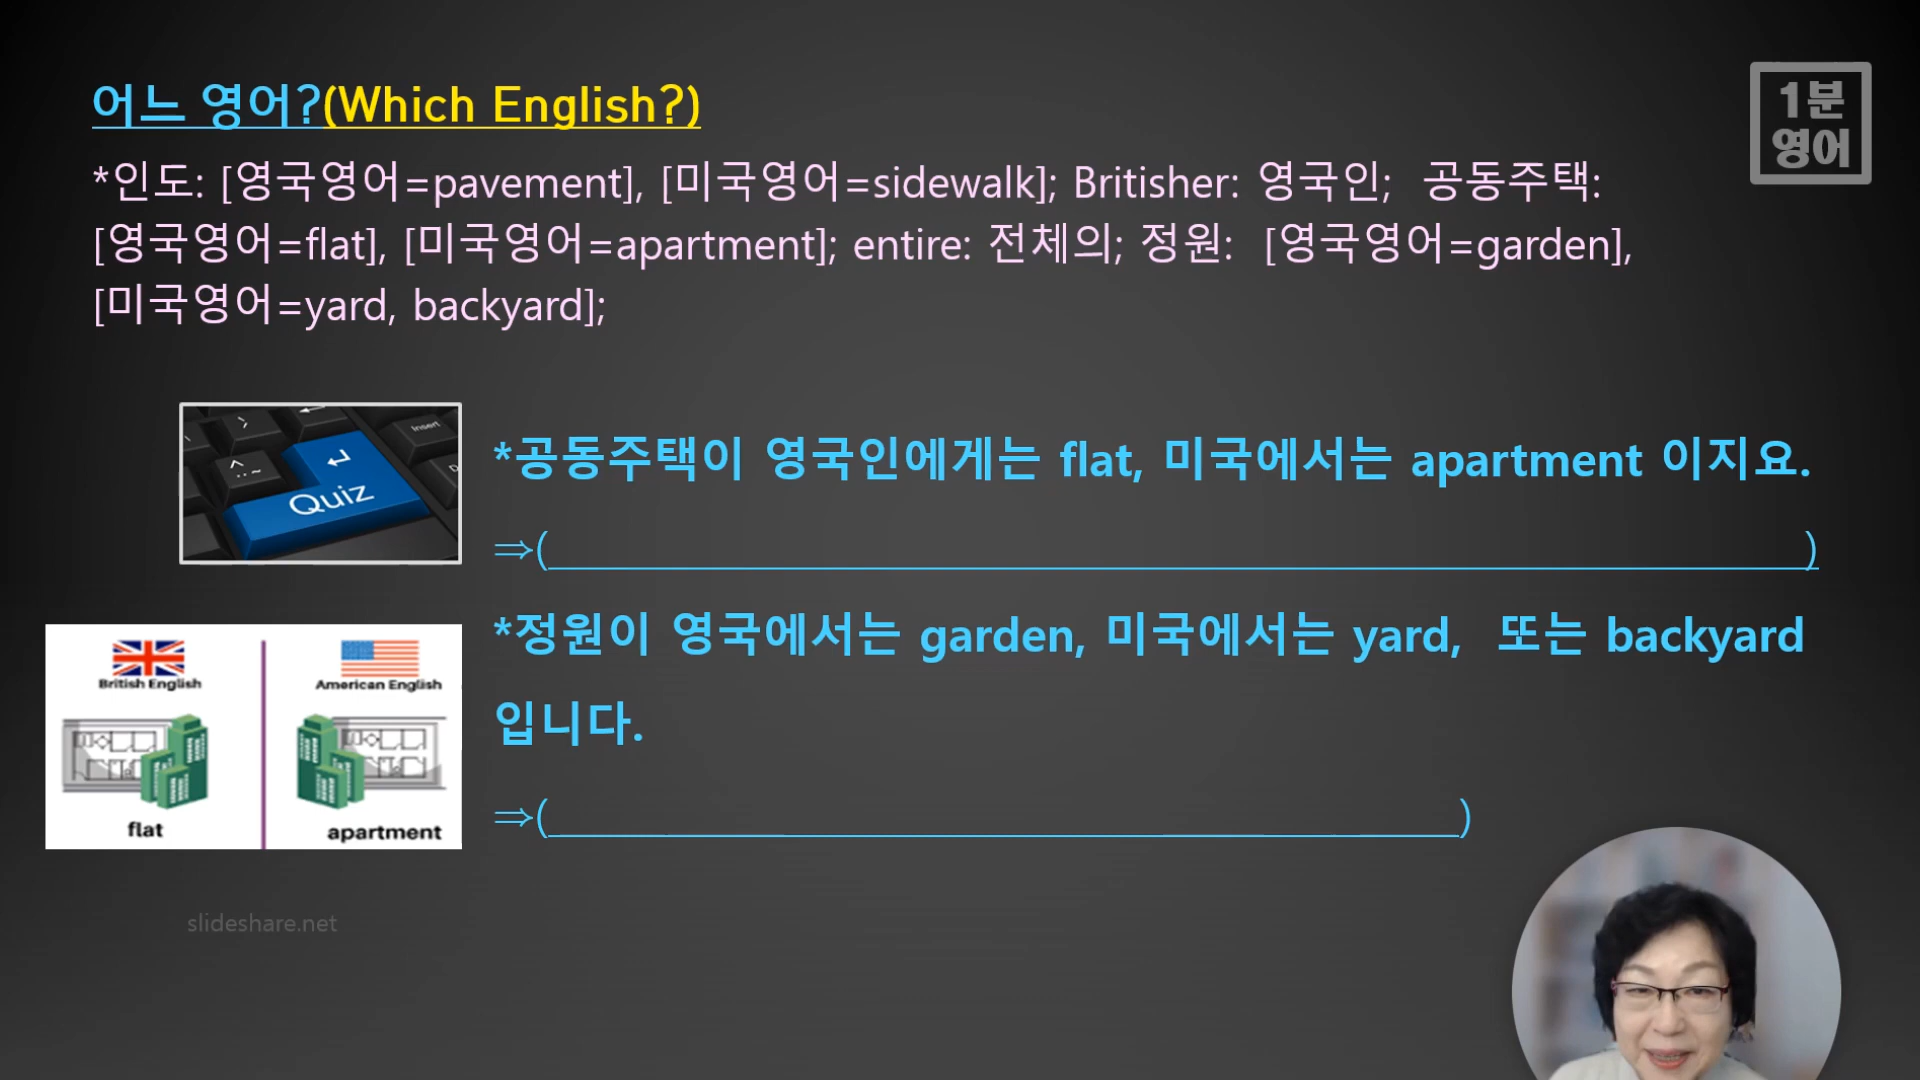 어느 영어?(Which English?)
1분
영어
*인도: [영국영어=pavement], [미국영어=sidewalk]; Britisher: 영국인;  공동주택:
[영국영어=flat], [미국영어=apartment]; entire: 전체의; 정원:  [영국영어=garden],
[미국영어=yard, backyard];
Insert
Quiz
*공동주택이 영국인에게는 flat, 미국에서는 apartment 이지요.
⇒(                    )
*정원이 영국에서는 garden, 미국에서는 yard,  또는 backyard
입니다.
⇒(                    )
British English
American English
flat
apartment
slideshare.net